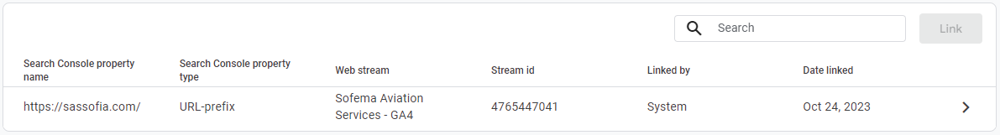 Search
Link
Search Console property
name
Search Console property
type
Web stream
Stream id
Linked by
Date linked
https://sassofia.com/
URL-prefix
Sofema Aviation
Services - GA4
4765447041
System
Oct 24, 2023